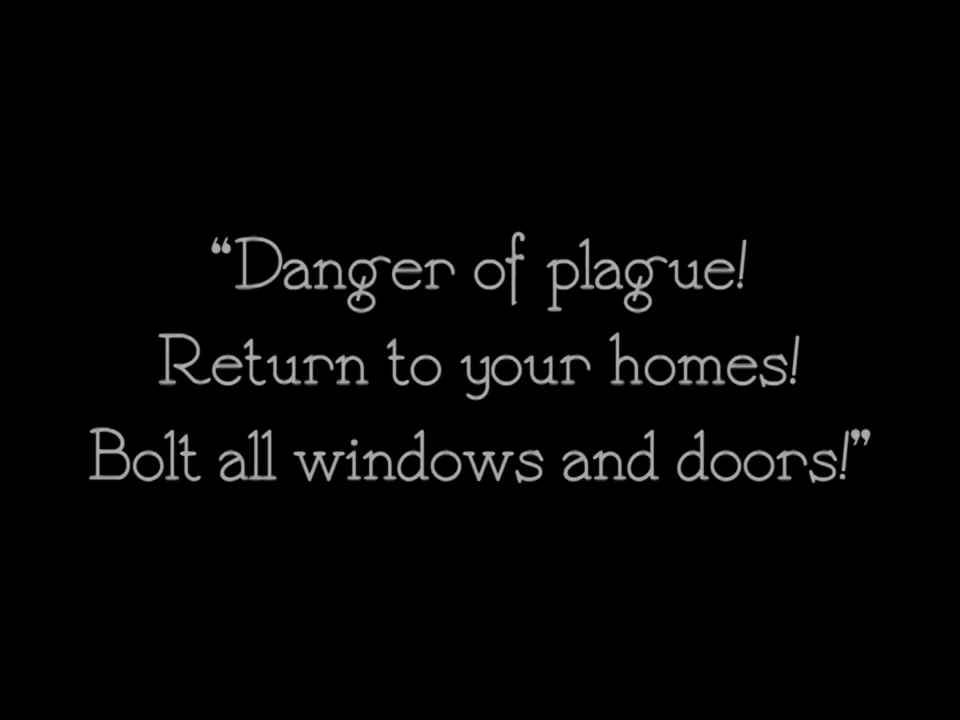 “Danger of plague!
Return to your homes!
Bolt all windows and doors!”